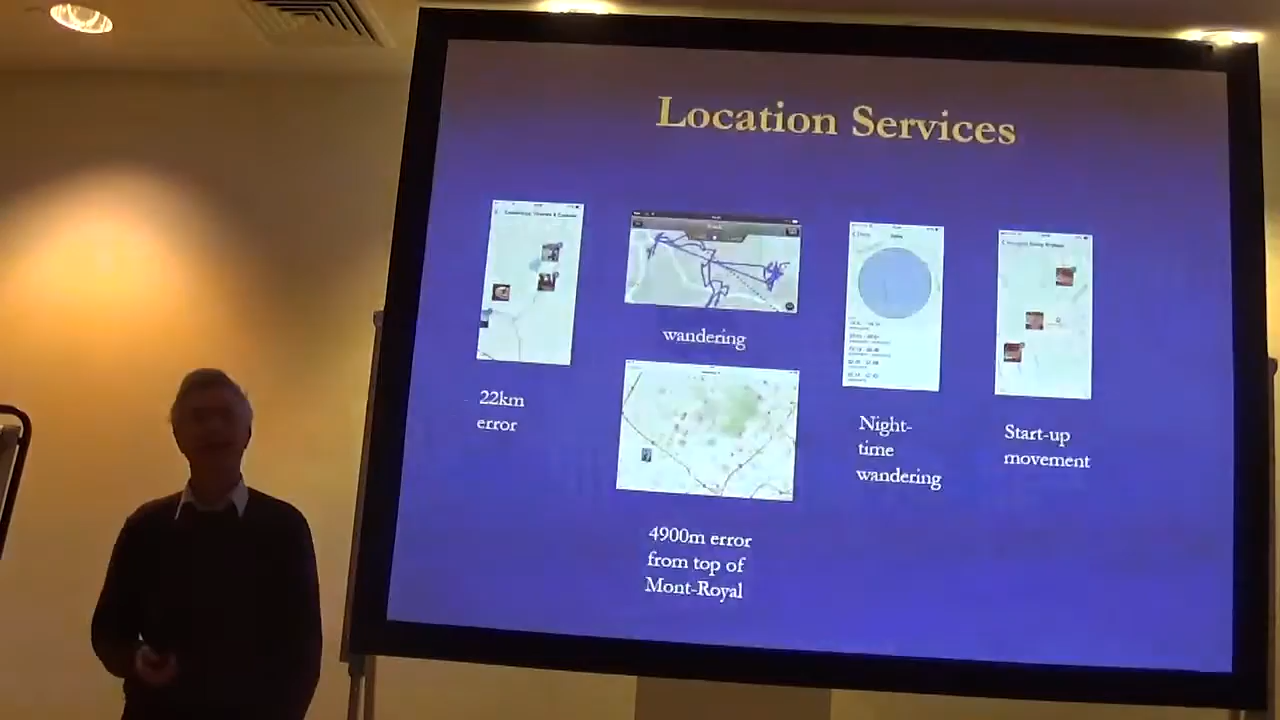 Location Services
22km
error
wandering
4900m error
from top of
Mont-Royal
Night-
time
wandering
Start-up
movement